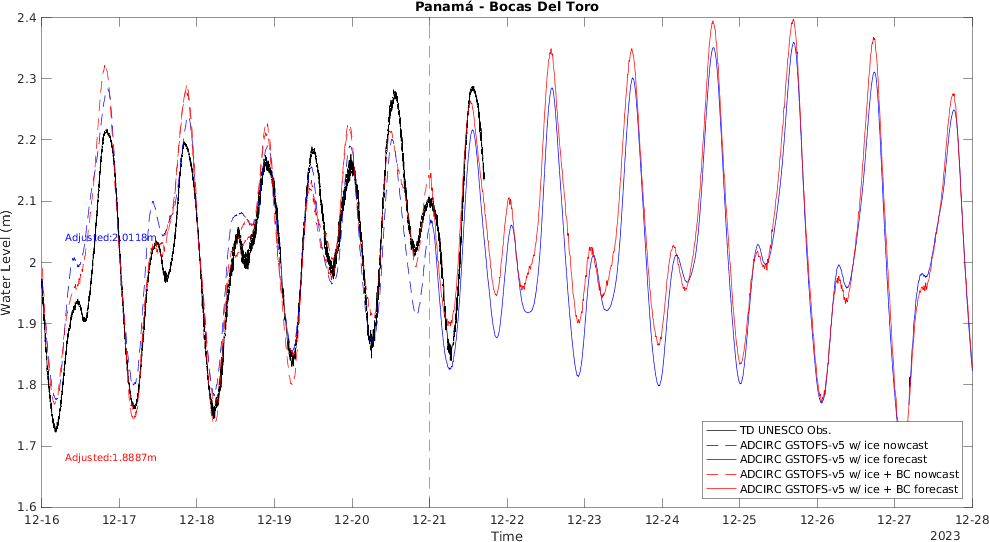 Panamá - Bocas Del Toro
2.4
2.3
2.2
2.1
2
1.9
1.8
1.7
1.6
Water Level (m)
Adjusted:2.0118m
Adjusted:1.8887m
TD UNESCO Obs.
ADCIRC GSTOFS-v5 w/ ice nowcast
ADCIRC GSTOFS-v5 w/ ice forecast
ADCIRC GSTOFS-v5 w/ ice + BC nowcast
ADCIRC GSTOFS-v5 w/ ice + BC forecast
12-16 12-17 12-18 12-19 12-20 12-21 12-22 12-23 12-24 12-25 12-26 12-27 12-28
Time
2023